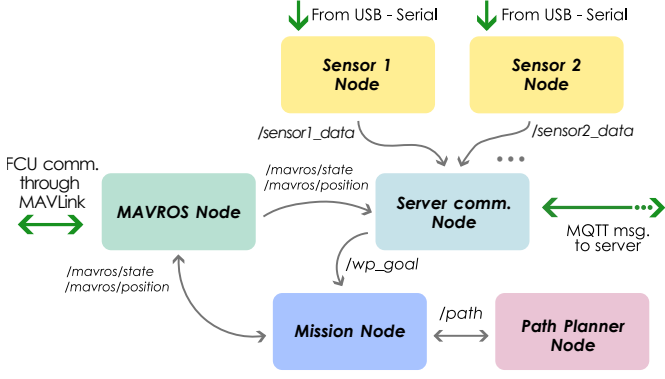 From USB - Serial
From USB - Serial
Sensor 1
Node
Sensor 2
Node
/sensor1_data
/sensor2_data
FCU comm.
through
MAVLink
/mavros/state
/mavros/position
MAVROS Node
Server comm.
Node
MQTT msg.
to server
/wp_goal
/mavros/state
/mavros/position
Mission Node
/path
Path Planner
Node